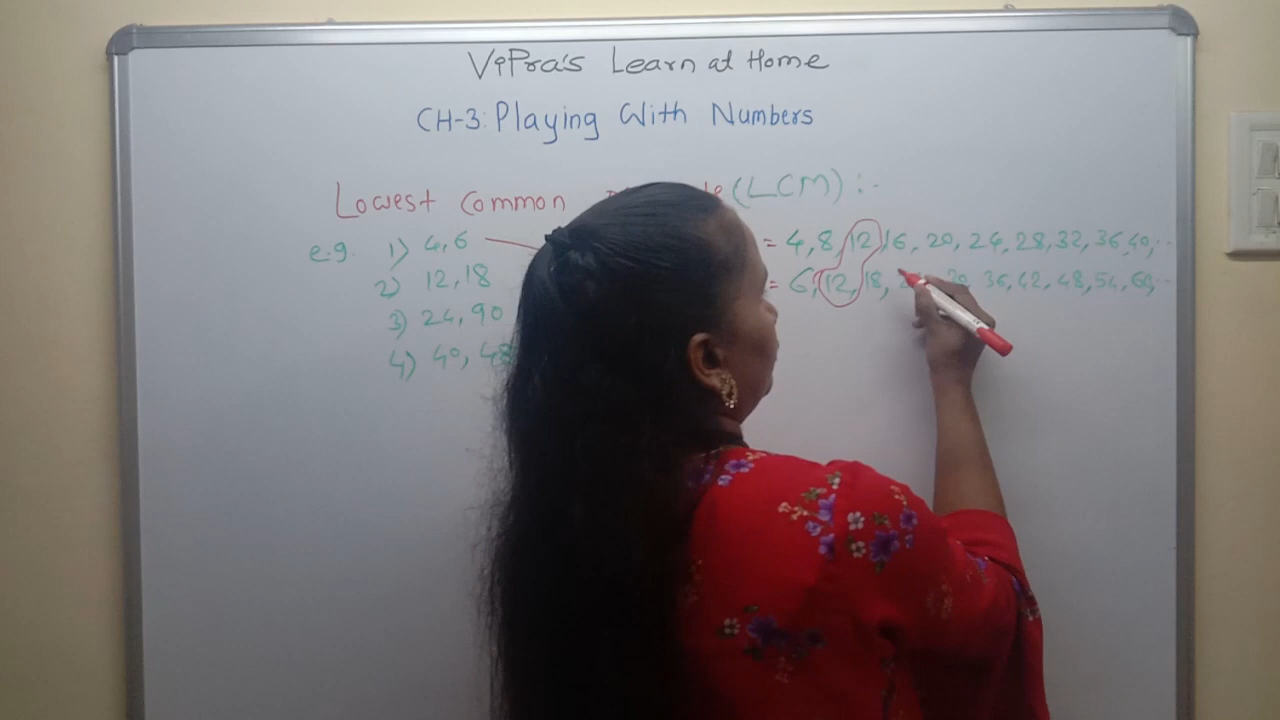 ViPra's Learn at Home
CH-3: Playing With Numbers
Lowest Common (LCM) :-
e.g. 1) 4,6 = 4,8,12,16,20,24,28,32,36,40,..
2) 12,18 = 6,12,18, 36,42,48,54,60,..
3) 24,90
4) 40,48